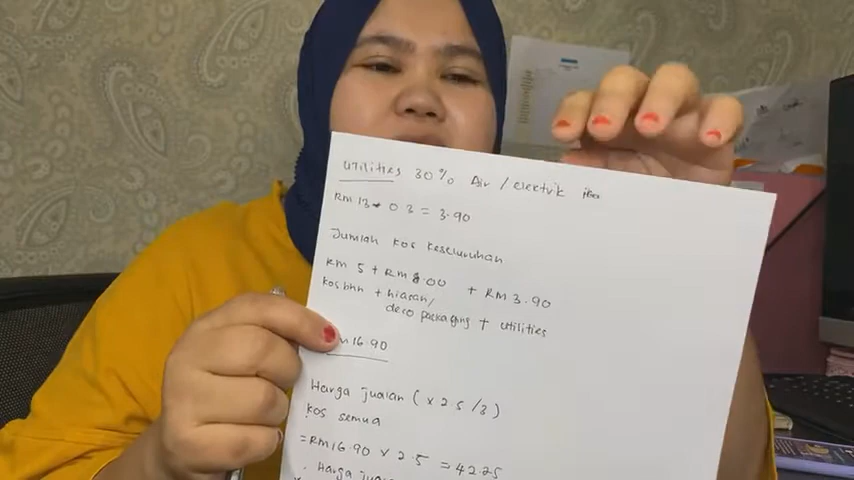 Utilities 30% Air / elektrik
RM 13 * 0.3 = 3.90
Jumlah kos keseluruhan
RM 5 + RM 8.00 + RM 3.90
kos bhn + hiasan/
deco packaging + utilities
16.90
Harga jualan ( x 2.5 /3)
kos semua
= RM16.90 x 2.5 = 42.25
Harga